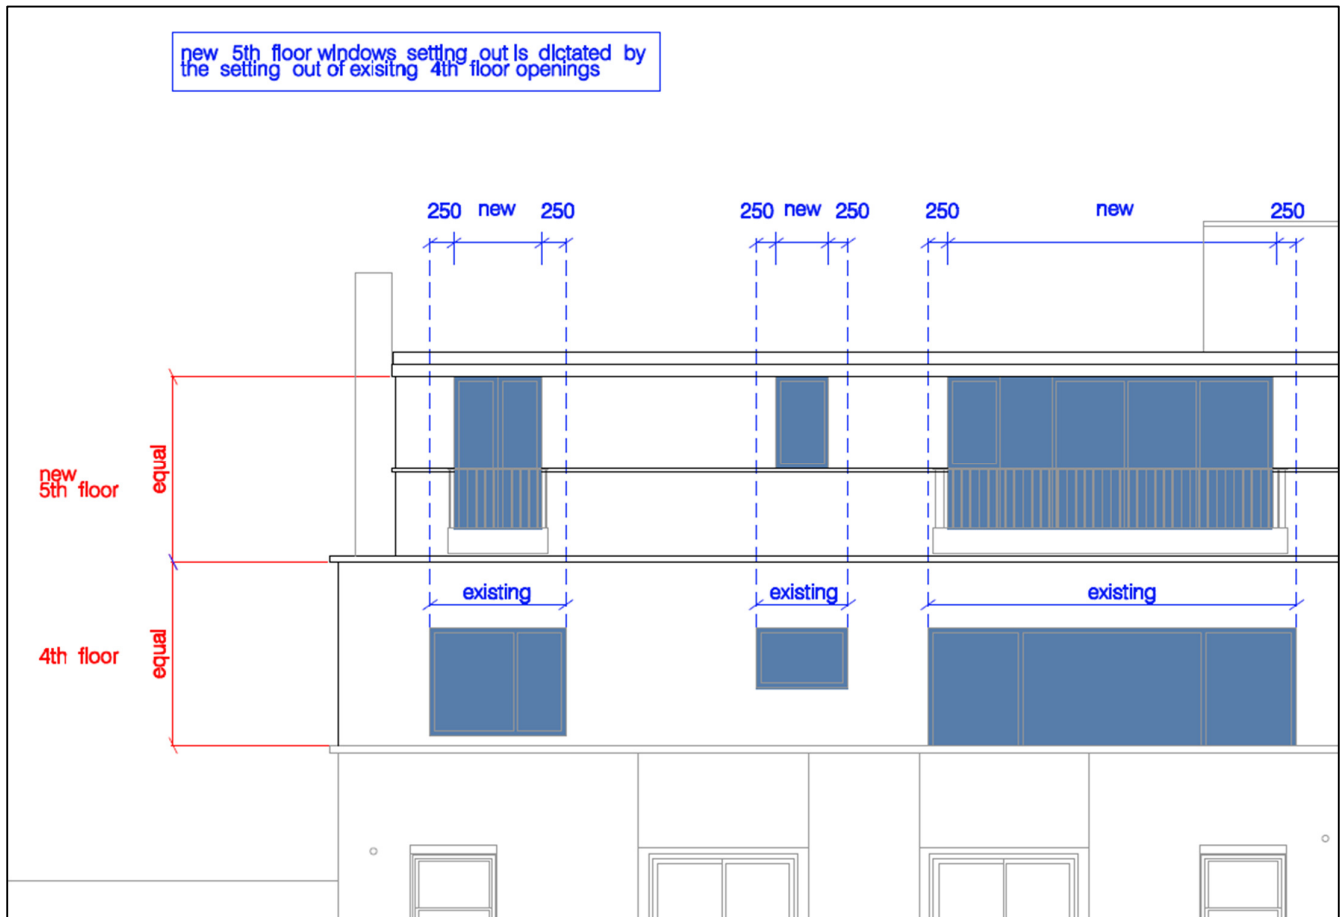 new 5th floor windows setting out is dictated by
the setting out of exisitng 4th floor openings
250 new 250 250 new 250 250 new 250
equal
new
5th floor
existing existing existing
equal
4th floor